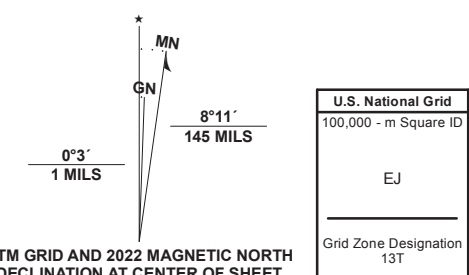 ★
MN
GN
8°11´
145 MILS
0°3´
1 MILS
TM GRID AND 2022 MAGNETIC NORTH
DECLINATION AT CENTER OF SHEET
U.S. National Grid
100,000 - m Square ID
EJ
Grid Zone Designation
13T